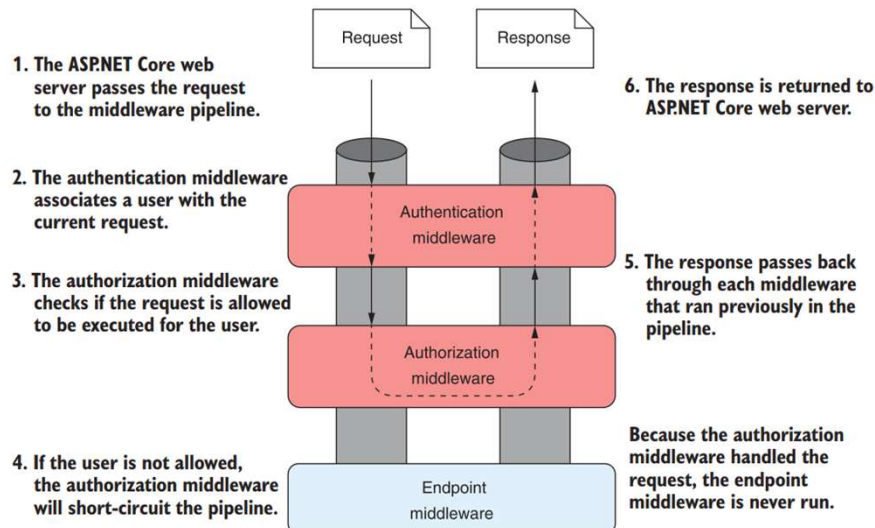 Request
Response
1. The ASP.NET Core web
server passes the request
to the middleware pipeline.
6. The response is returned to
ASP.NET Core web server.
2. The authentication middleware
associates a user with the
current request.
Authentication
middleware
3. The authorization middleware
checks if the request is allowed
to be executed for the user.
5. The response passes back
through each middleware
that ran previously in the
pipeline.
Authorization
middleware
4. If the user is not allowed,
the authorization middleware
will short-circuit the pipeline.
Endpoint
middleware
Because the authorization
middleware handled the
request, the endpoint
middleware is never run.